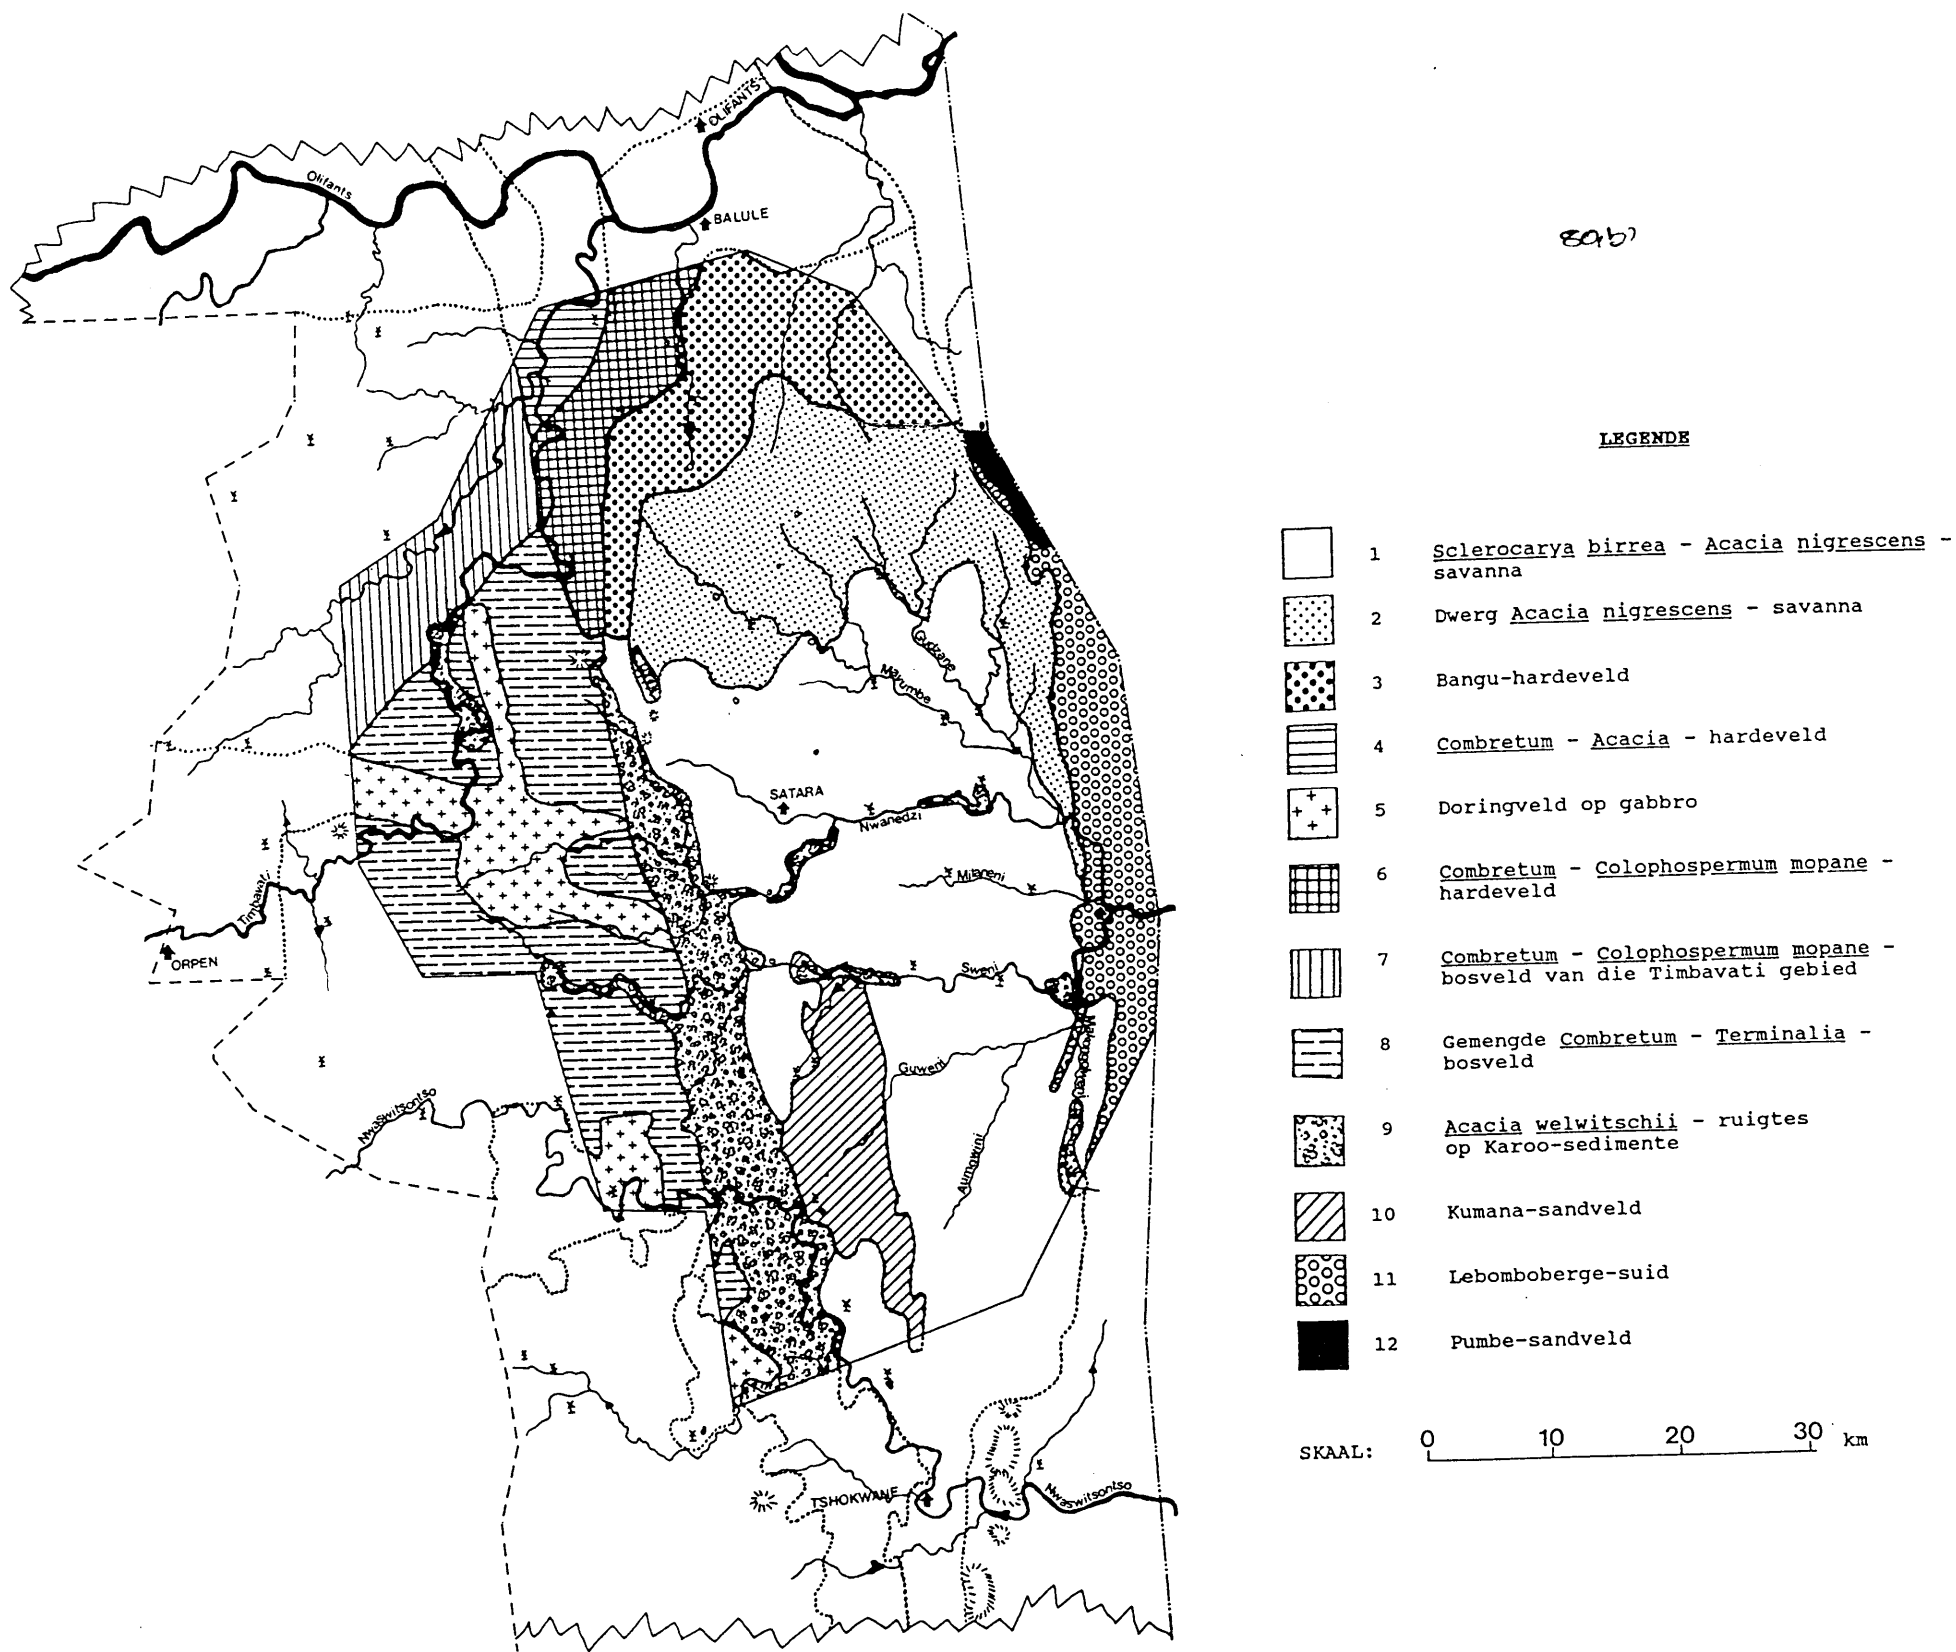 OLIFANTS
Olifants
BALULE
Gudzane
Marumbe
SATARA
Nwanedzi
Mitareni
Timbavati
ORPEN
Sweni
Guweni
Nwaswitsontso
TSHOKWANE
Nwaswitsontso
LEGENDE
1 Sclerocarya birrea - Acacia nigrescens -
savanna
2 Dwerg Acacia nigrescens - savanna
3 Bangu-hardeveld
4 Combretum - Acacia - hardeveld
5 Doringveld op gabbro
6 Combretum - Colophospermum mopane -
hardeveld
7 Combretum - Colophospermum mopane -
bosveld van die Timbavati gebied
8 Gemengde Combretum - Terminalia -
bosveld
9 Acacia welwitschii - ruigtes
op Karoo-sedimente
10 Kumana-sandveld
11 Lebomboberge-suid
12 Pumbe-sandveld
SKAAL: 0 10 20 30 km